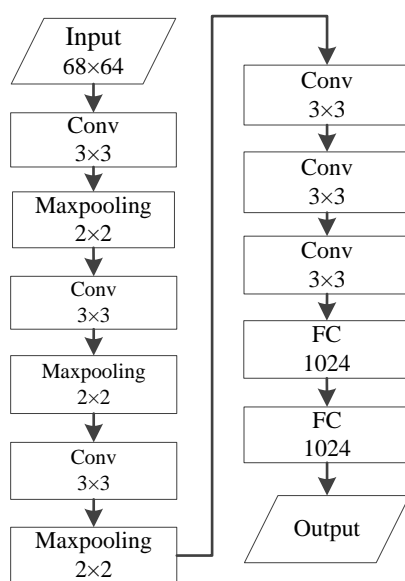 Input
68×64
Conv
3×3
Maxpooling
2×2
Conv
3×3
Maxpooling
2×2
Conv
3×3
Maxpooling
2×2
Conv
3×3
Conv
3×3
Conv
3×3
FC
1024
FC
1024
Output